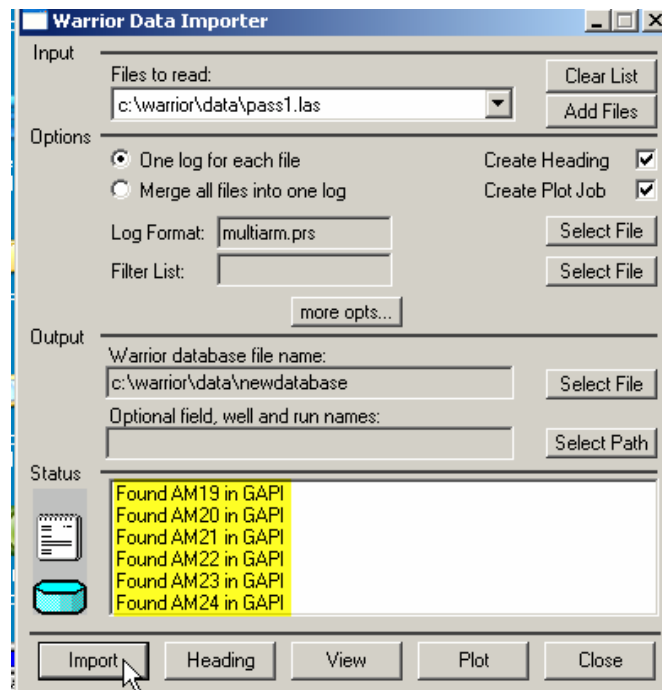 Warrior Data Importer
Input
Files to read:
Clear List
c:\warrior\data\pass1.las
Add Files
Options
One log for each file
Create Heading
Merge all files into one log
Create Plot Job
Log Format: multiarm.prs
Select File
Filter List:
Select File
more opts...
Output
Warrior database file name:
c:\warrior\data\newdatabase
Select File
Optional field, well and run names:
Select Path
Status
Found AM19 in GAPI
Found AM20 in GAPI
Found AM21 in GAPI
Found AM22 in GAPI
Found AM23 in GAPI
Found AM24 in GAPI
Import Heading View Plot Close